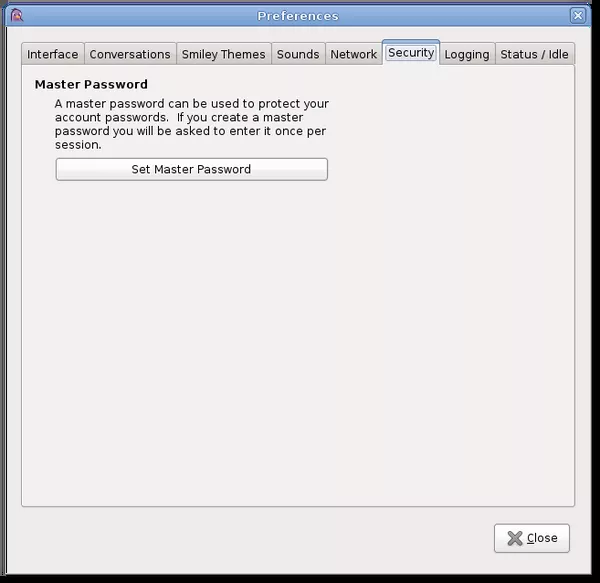 Preferences
Interface Conversations Smiley Themes Sounds Network Security Logging Status / Idle
Master Password
A master password can be used to protect your
account passwords.  If you create a master
password you will be asked to enter it once per
session.
Set Master Password
Close